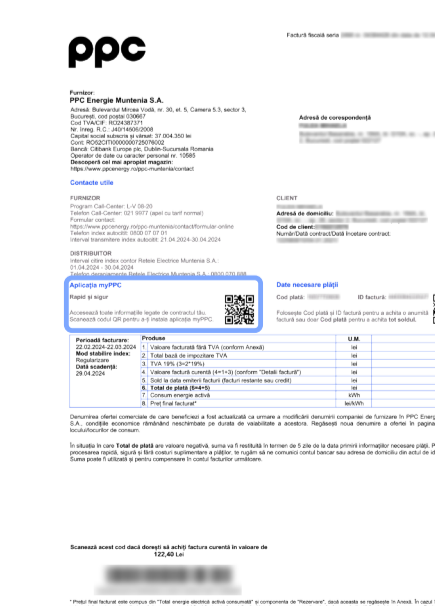 ppc
Factură fiscală seria
Furnizor:
PPC Energie Muntenia S.A.
Adresă: Bulevardul Mircea Vodă, nr. 30, et. 5, Camera 5.3, sector 3,
București, cod poștal 030667
Cod TVA/CIF: RO24387371
Nr. înreg. R.C.: J40/14506/2008
Capital social subscris și vărsat: 37.004.350 lei
Bancă: Citibank Europe plc, Dublin-Sucursala Romania
Operator de date cu caracter personal nr. 10585
Descoperă cel mai apropiat magazin:
https://www.ppcenergy.ro/ppc-muntenia/contact
Adresă de corespondență
Contacte utile
FURNIZOR
Program Call-Center: L-V 08-20
Telefon Call-Center: 021 9977 (apel cu tarif normal)
Formular contact:
https://www.ppcenergy.ro/ppc-muntenia/contact/formular-online
Telefon index autocitit: 0800 07 07 01
Interval transmitere index autocitit: 21.04.2024-30.04.2024
CLIENT
Adresă de domiciliu:
Cod de client:
Număr/Dată contract/Dată încetare contract:
DISTRIBUITOR
Interval citire index contor Rețele Electrice Muntenia S.A.:
01.04.2024 - 30.04.2024
Telefon deranjamente Rețele Electrice Muntenia S.A.: 0800 070 888
Aplicația myPPC
Rapid și sigur
Accesează toate informațiile legate de contractul tău.
Scanează codul QR pentru a-ți instala aplicația myPPC.
Date necesare plății
Cod plată:
ID factură:
Folosește Cod plată și ID factură pentru a achita o anumită
factură sau doar Cod plată pentru a achita tot soldul.
Perioadă facturare:
22.02.2024-22.03.2024
Mod stabilire index:
Regularizare
Dată scadență:
29.04.2024
Produse U.M.
1. Valoare facturată fără TVA (conform Anexă) lei
2. Total bază de impozitare TVA lei
3. TVA 19% (3=2*19%) lei
4. Valoare factură curentă (4=1+3) (conform "Detalii factură") lei
5. Sold la data emiterii facturii (facturi restante sau credit) lei
6. Total de plată (6=4+5) lei
7. Consum energie activă kWh
8. Preț final facturat* lei/kWh
Denumirea ofertei comerciale de care beneficiezi a fost actualizată ca urmare a modificării denumirii companiei de furnizare în PPC Energ
S.A., condițiile economice rămânând neschimbate pe durata de valabilitate a acestora. Regăsești noua denumire a ofertei în pagina
locului/locurilor de consum.
În situația în care Total de plată are valoare negativă, suma va fi restituită în termen de 5 zile de la data primirii informațiilor necesare plății. P
procesarea rapidă, sigură și fără costuri suplimentare a plăților, te rugăm să ne comunici contul bancar sau adresa de domiciliu din actul de id
Suma poate fi utilizată și pentru compensare în contul facturilor următoare.
Scanează acest cod dacă dorești să achiți factura curentă în valoare de
122,40 Lei
* Prețul final facturat este compus din "Total energie electrică activă consumată" și componenta de "Rezervare", dacă aceasta se regăsește în Anexă. În cazul